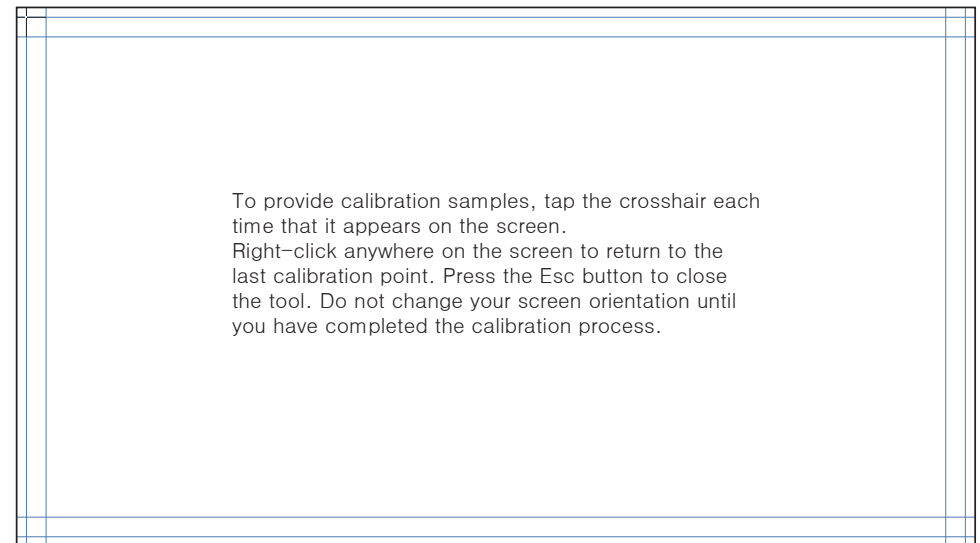 To provide calibration samples, tap the crosshair each
time that it appears on the screen.
Right-click anywhere on the screen to return to the
last calibration point. Press the Esc button to close
the tool. Do not change your screen orientation until
you have completed the calibration process.